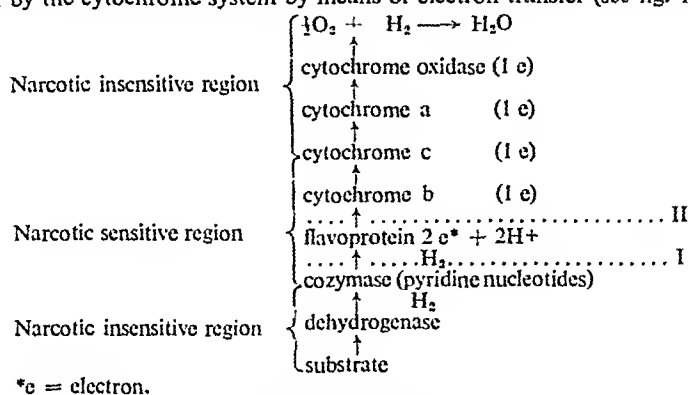 by the cytochrome system by means of electron transfer
½O₂ + H₂ ⟶ H₂O
↑
cytochrome oxidase (1 e)
↑
Narcotic insensitive region
cytochrome a (1 e)
↑
cytochrome c (1 e)
↑
cytochrome b (1 e)
↑ II
Narcotic sensitive region flavoprotein 2 e* + 2H+
↑ H₂ I
cozymase (pyridine nucleotides)
↑ H₂
Narcotic insensitive region dehydrogenase
↑
substrate
*e = electron.